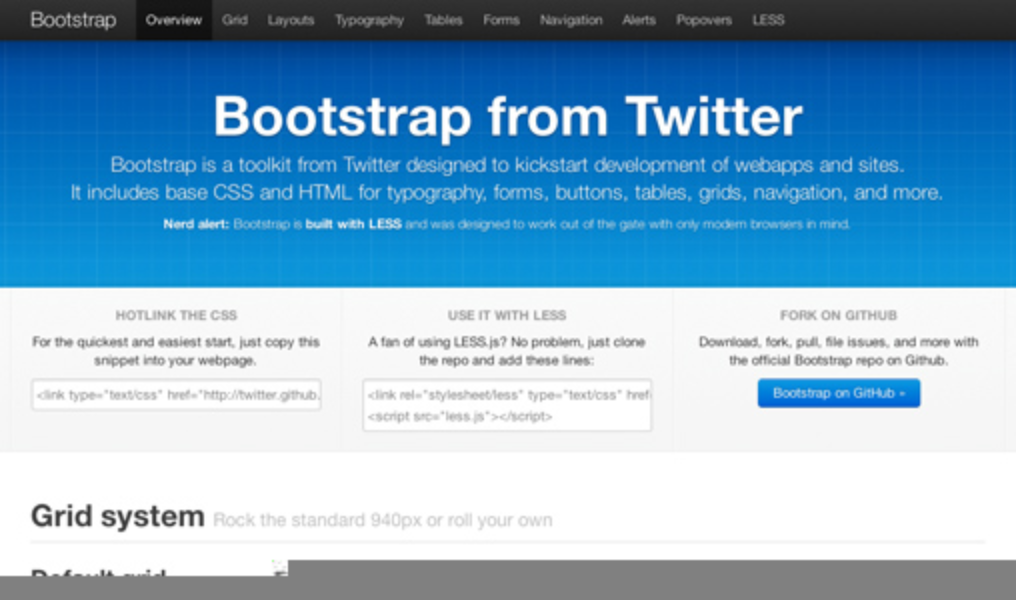 Bootstrap Overview Grid Layouts Typography Tables Forms Navigation Alerts Popovers LESS
Bootstrap from Twitter
Bootstrap is a toolkit from Twitter designed to kickstart development of webapps and sites.
It includes base CSS and HTML for typography, forms, buttons, tables, grids, navigation, and more.
Nerd alert: Bootstrap is built with LESS and was designed to work out of the gate with only modern browsers in mind.
HOTLINK THE CSS
For the quickest and easiest start, just copy this
snippet into your webpage.
<link type="text/css" href="http://twitter.github.
USE IT WITH LESS
A fan of using LESS.js? No problem, just clone
the repo and add these lines:
<link rel="stylesheet/less" type="text/css" href
<script src="less.js"></script>
FORK ON GITHUB
Download, fork, pull, file issues, and more with
the official Bootstrap repo on Github.
Bootstrap on GitHub »
Grid system Rock the standard 940px or roll your own
Default grid